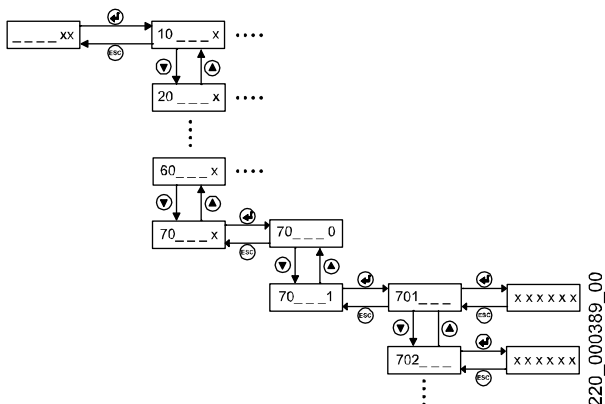 _ _ _ _ xx
ESC
10 _ _ _ x
20 _ _ _ x
60 _ _ _ x
70 _ _ _ x
ESC
70 _ _ _ 0
70 _ _ _ 1
ESC
701 _ _ _
ESC
x x x x x x
702 _ _ _
ESC
x x x x x x
220_000389_00